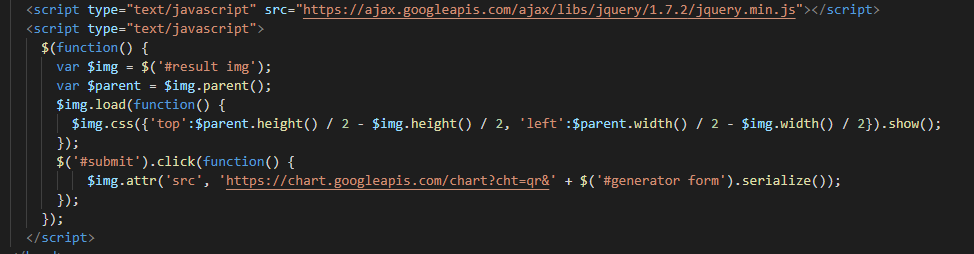 <script type="text/javascript" src="https://ajax.googleapis.com/ajax/libs/jquery/1.7.2/jquery.min.js"></script>
<script type="text/javascript">
$(function() {
var $img = $('#result img');
var $parent = $img.parent();
$img.load(function() {
$img.css({'top':$parent.height() / 2 - $img.height() / 2, 'left':$parent.width() / 2 - $img.width() / 2}).show();
});
$('#submit').click(function() {
$img.attr('src', 'https://chart.googleapis.com/chart?cht=qr&' + $('#generator form').serialize());
});
});
</script>